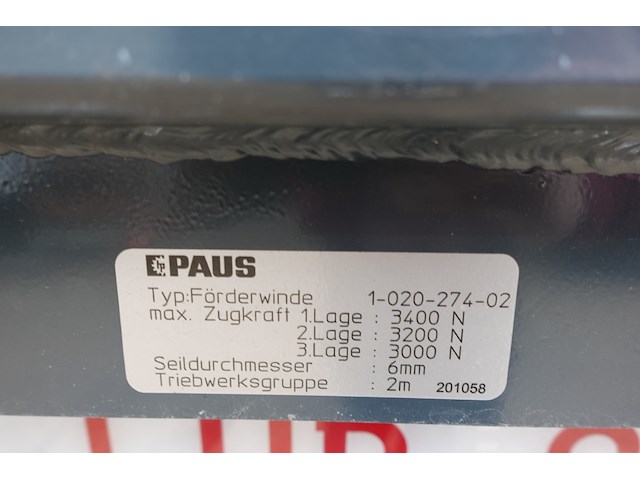 PAUS
Typ:Förderwinde 1-020-274-02
max. Zugkraft 1.Lage : 3400 N
2.Lage : 3200 N
3.Lage : 3000 N
Seildurchmesser : 6mm
Triebwerksgruppe : 2m 201058